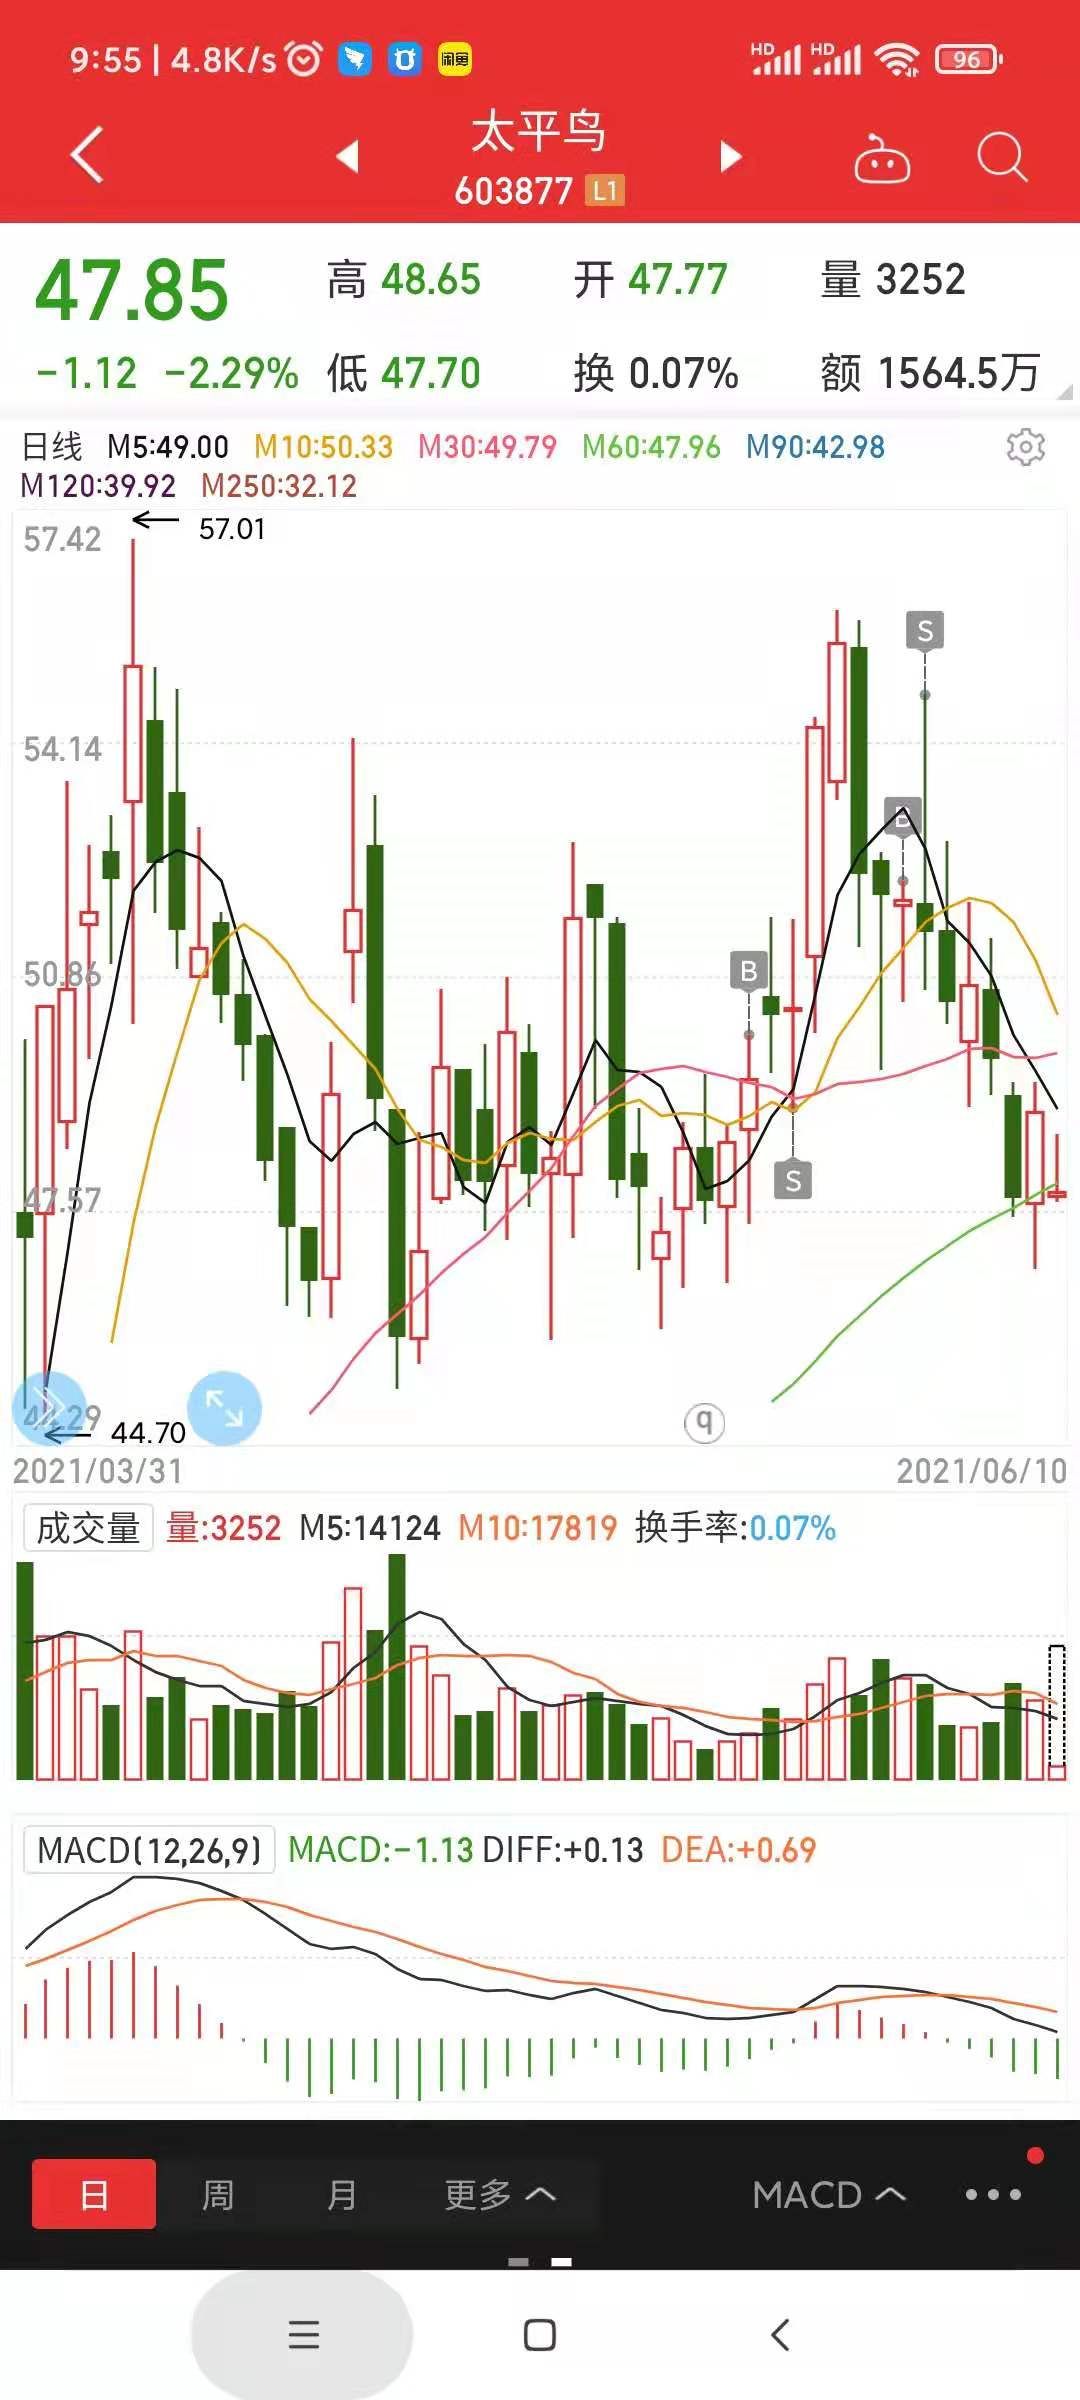 9:55 | 4.8K/s 闲鱼 HD HD 96
太平鸟
603877 L1
47.85 高 48.65 开 47.77 量 3252
-1.12 -2.29% 低 47.70 换 0.07% 额 1564.5万
日线 M5:49.00 M10:50.33 M30:49.79 M60:47.96 M90:42.98
M120:39.92 M250:32.12
57.42 57.01
S
54.14
B
50.86 B
47.57 S
44.29 44.70 q
2021/03/31 2021/06/10
成交量 量:3252 M5:14124 M10:17819 换手率:0.07%
MACD(12,26,9) MACD:-1.13 DIFF:+0.13 DEA:+0.69
日 周 月 更多 MACD